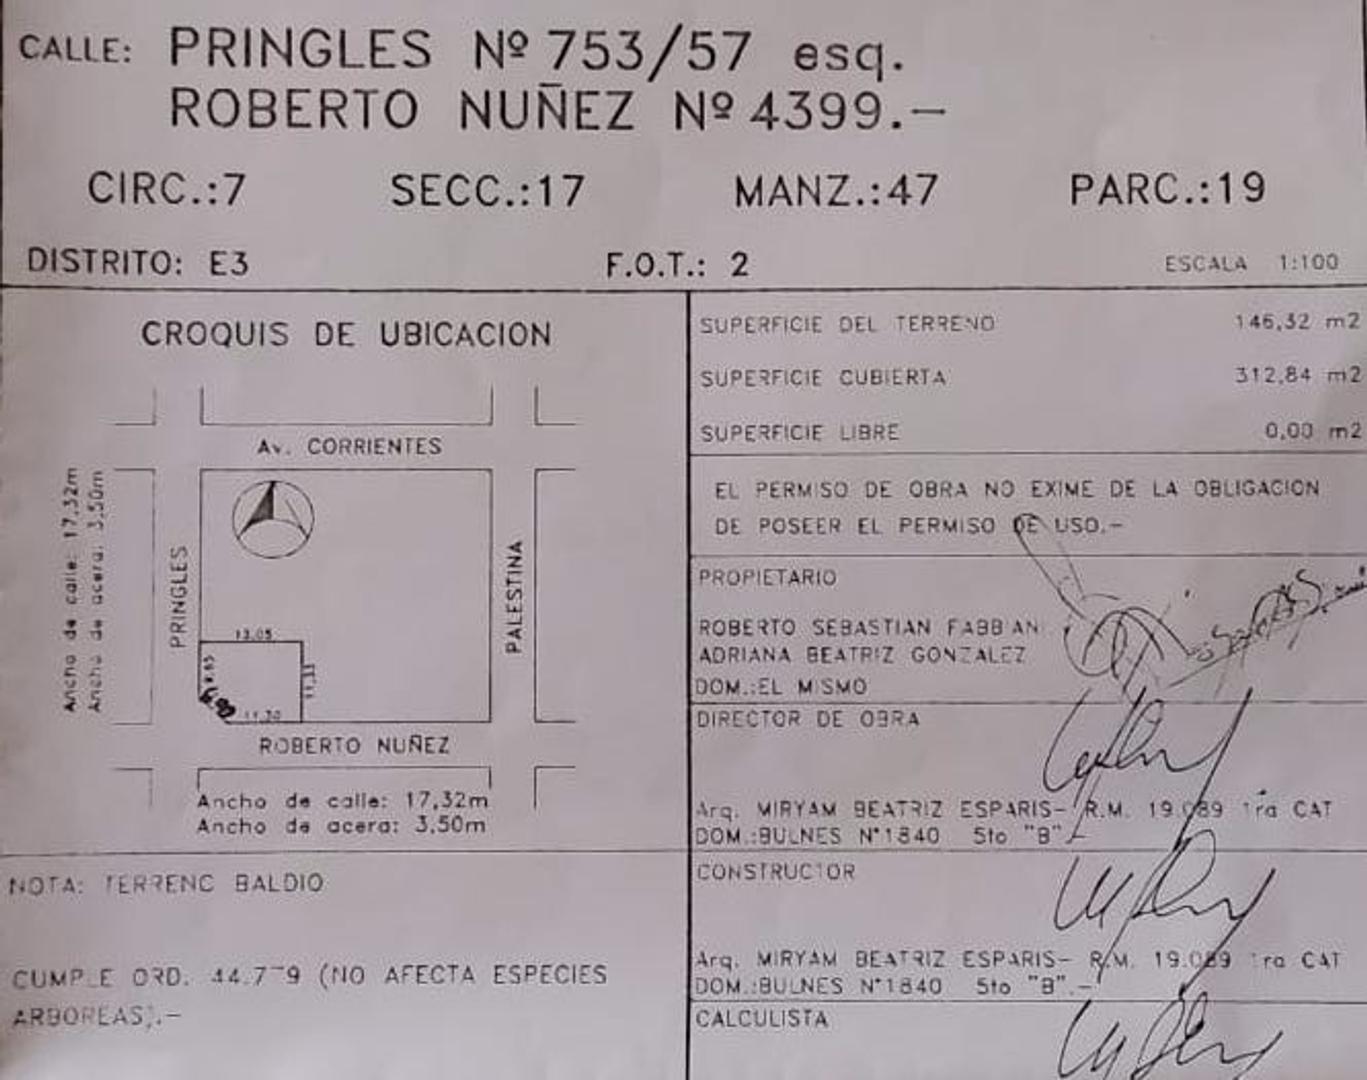 CALLE: PRINGLES Nº 753/57 esq.
ROBERTO NUÑEZ Nº 4399.-
CIRC.:7 SECC.:17 MANZ.:47 PARC.:19
DISTRITO: E3 F.O.T.: 2 ESCALA 1:100
CROQUIS DE UBICACION
Av. CORRIENTES
Ancho de calle: 17,32m
Ancho de acera: 3,50m
PRINGLES
PALESTINA
13,05
11,30
ROBERTO NUÑEZ
Ancho de calle: 17,32m
Ancho de acera: 3,50m
NOTA: TERRENO BALDIO
CUMPLE ORD. 44.779 (NO AFECTA ESPECIES
ARBOREAS).-
SUPERFICIE DEL TERRENO 146,32 m2
SUPERFICIE CUBIERTA 312,84 m2
SUPERFICIE LIBRE 0,00 m2
EL PERMISO DE OBRA NO EXIME DE LA OBLIGACION
DE POSEER EL PERMISO DE USO.-
PROPIETARIO
ROBERTO SEBASTIAN FABBIAN
ADRIANA BEATRIZ GONZALEZ
DOM.:EL MISMO
DIRECTOR DE OBRA
Arq. MIRYAM BEATRIZ ESPARIS- R.M. 19.089 1ra CAT
DOM.:BULNES N°1840 5to "B".-
CONSTRUCTOR
Arq. MIRYAM BEATRIZ ESPARIS- R.M. 19.089 1ra CAT
DOM.:BULNES N°1840 5to "B".-
CALCULISTA